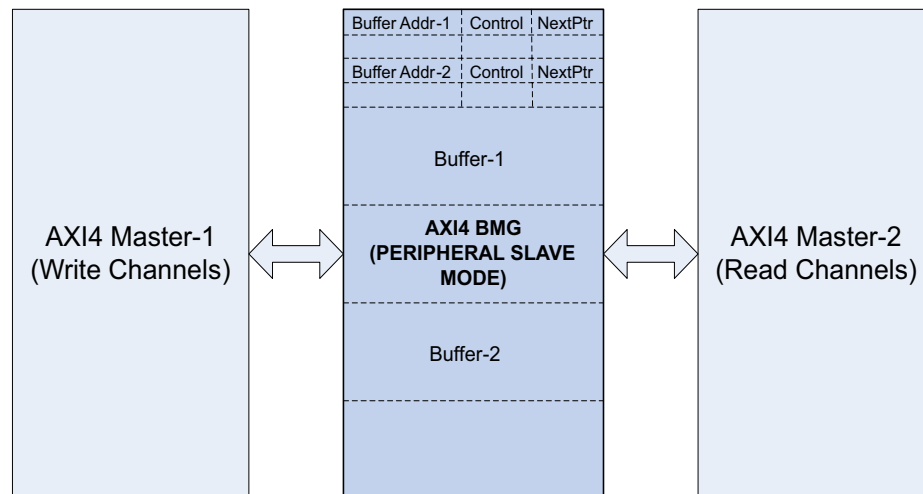 Buffer Addr-1 Control NextPtr
Buffer Addr-2 Control NextPtr
Buffer-1
AXI4 Master-1
(Write Channels)
AXI4 BMG
(PERIPHERAL SLAVE
MODE)
AXI4 Master-2
(Read Channels)
Buffer-2